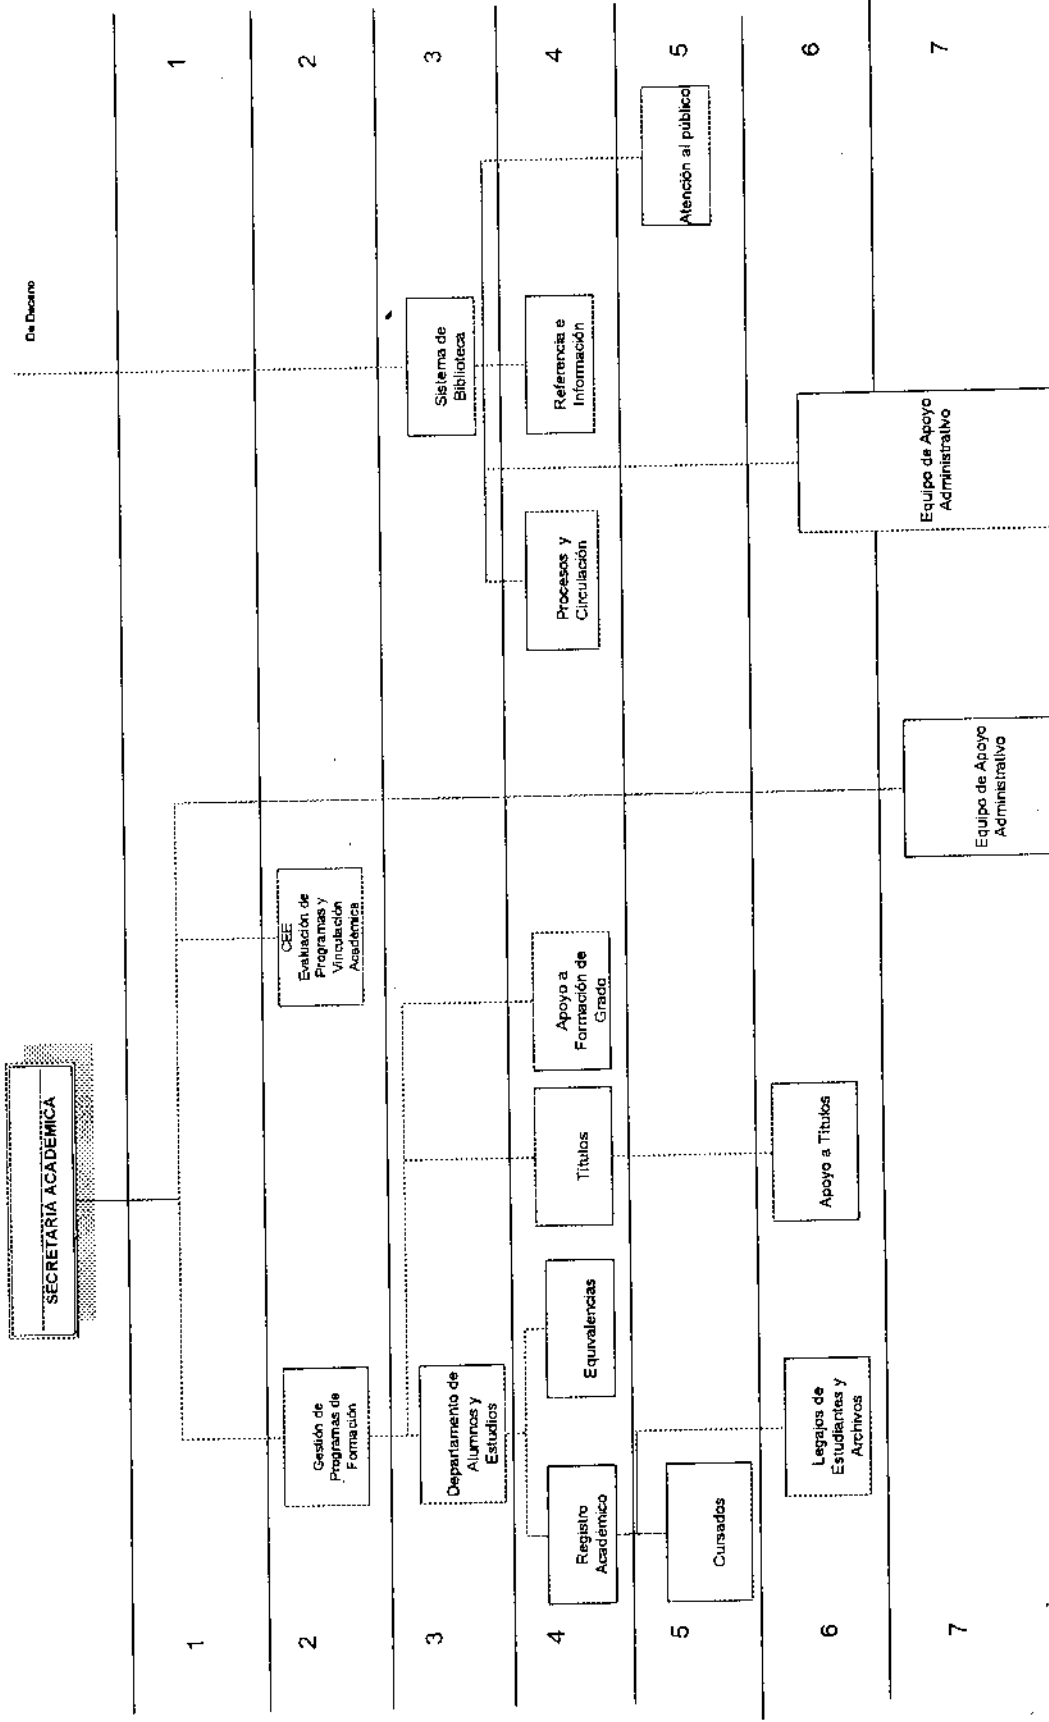 De Decano
SECRETARIA ACADEMICA
1
1
2
Gestión de
Programas de
Formación
CEE
Evaluación de
Programas y
Vinculación
Académica
2
3
Departamento de
Alumnos y
Estudios
Sistema de
Biblioteca
3
4
Registro
Académico
Equivalencias
Títulos
Apoyo a
Formación de
Grado
Procesos y
Circulación
Referencia e
Información
4
5
Cursados
Atención al público
5
6
Legajos de
Estudiantes y
Archivos
Apoyo a Títulos
6
7
Equipo de Apoyo
Administrativo
Equipo de Apoyo
Administrativo
7